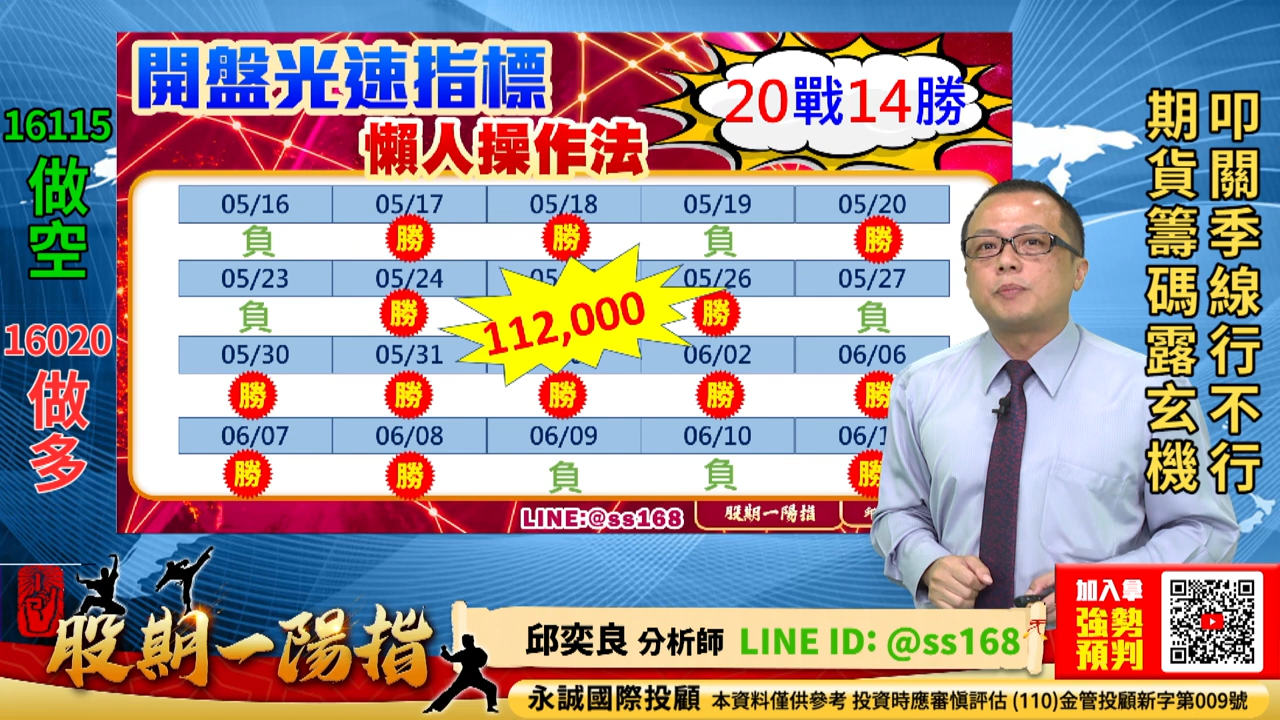 開盤光速指標
懶人操作法
20戰14勝
16115
做空
16020
做多
叩關季線行不行
期貨籌碼露玄機
05/16 05/17 05/18 05/19 05/20
負 勝 勝 負 勝
05/23 05/24 05/26 05/27
負 勝 勝 負
112,000
05/30 05/31 06/02 06/06
勝 勝 勝 勝 勝
06/07 06/08 06/09 06/10 06/1
勝 勝 負 負 勝
LINE:@ss168
股期一陽指
股期一陽指
邱奕良 分析師 LINE ID: @ss168
永誠國際投顧 本資料僅供參考 投資時應審慎評估 (110)金管投顧新字第009號
加入拿
強勢
預判